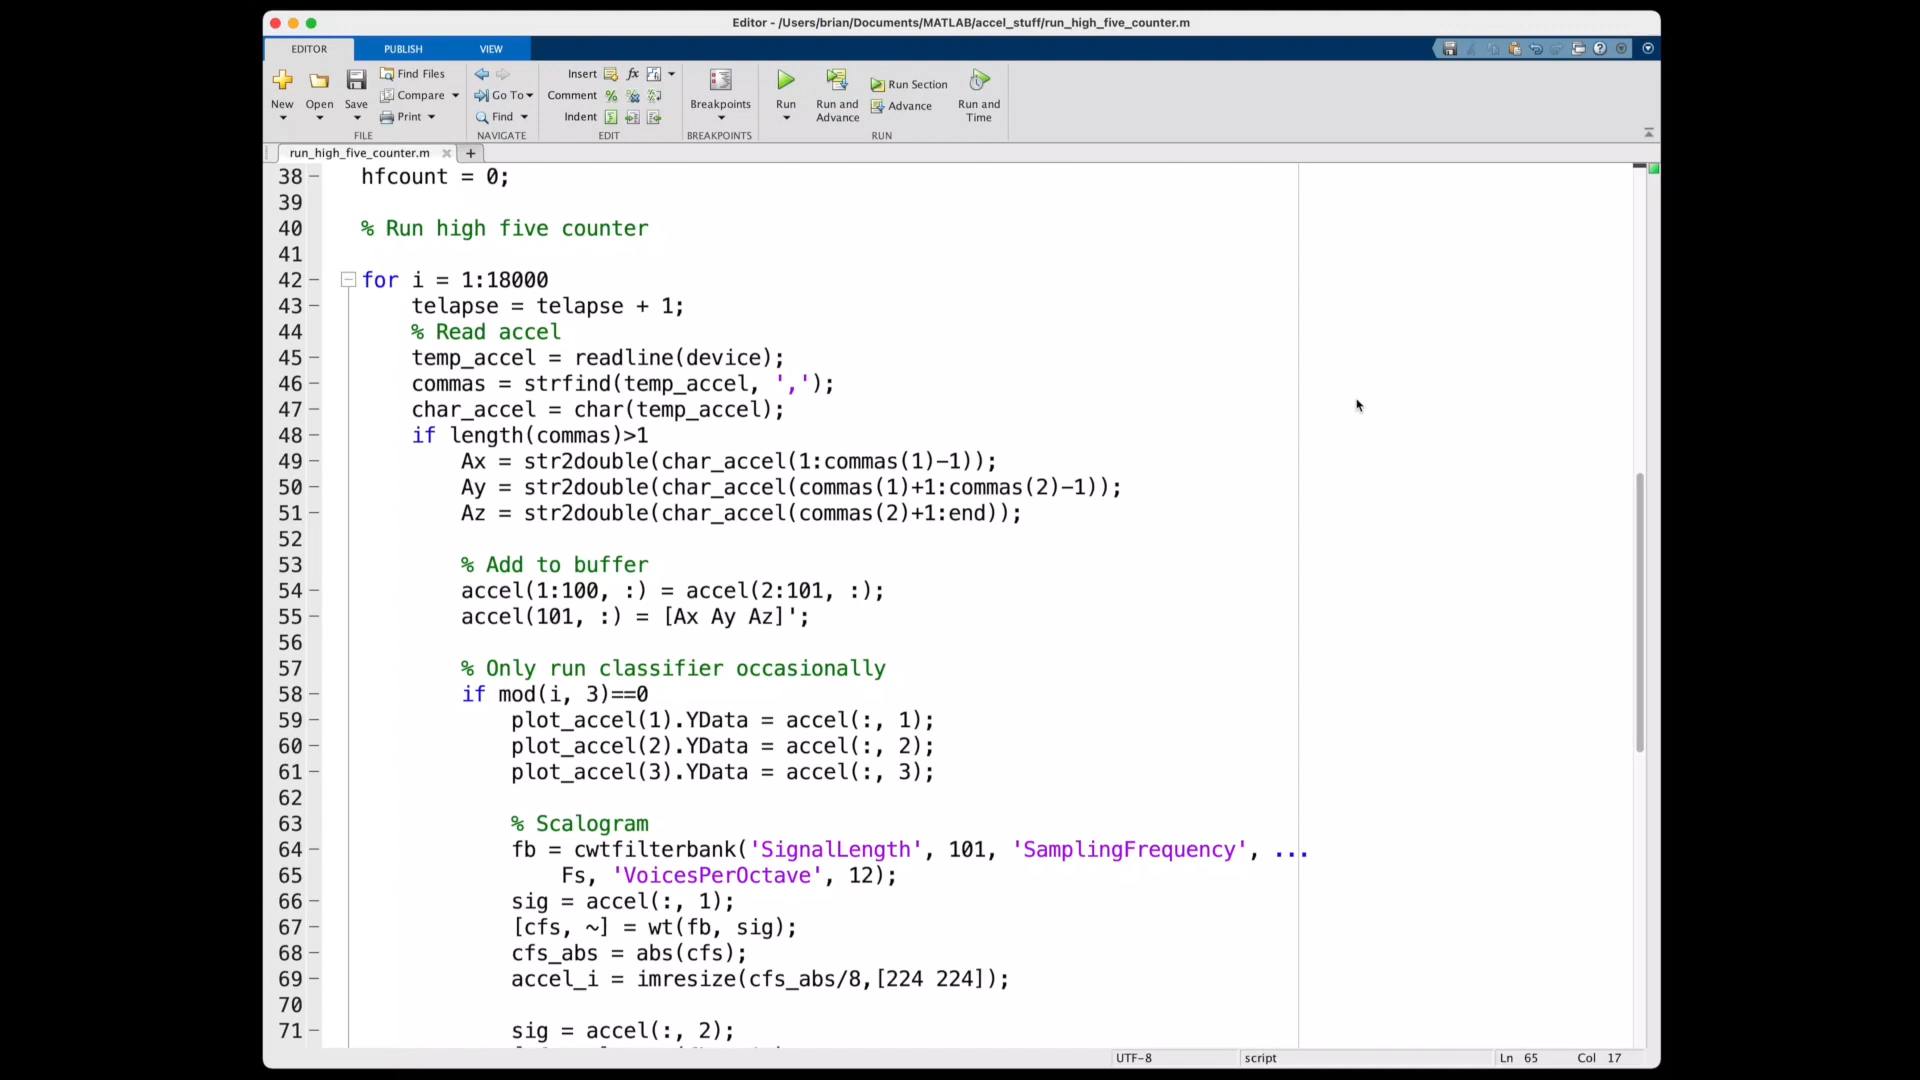 Editor - /Users/brian/Documents/MATLAB/accel_stuff/run_high_five_counter.m
EDITOR PUBLISH VIEW
New Open Save Find Files Compare Print
FILE
Go To Find
NAVIGATE
Insert fx
Comment
Indent
EDIT
Breakpoints
BREAKPOINTS
Run Run and Advance Run Section Advance Run and Time
RUN
run_high_five_counter.m
38 hfcount = 0;
39
40 % Run high five counter
41
42 for i = 1:18000
43 telapse = telapse + 1;
44 % Read accel
45 temp_accel = readline(device);
46 commas = strfind(temp_accel, ',');
47 char_accel = char(temp_accel);
48 if length(commas)>1
49 Ax = str2double(char_accel(1:commas(1)-1));
50 Ay = str2double(char_accel(commas(1)+1:commas(2)-1));
51 Az = str2double(char_accel(commas(2)+1:end));
52
53 % Add to buffer
54 accel(1:100, :) = accel(2:101, :);
55 accel(101, :) = [Ax Ay Az]';
56
57 % Only run classifier occasionally
58 if mod(i, 3)==0
59 plot_accel(1).YData = accel(:, 1);
60 plot_accel(2).YData = accel(:, 2);
61 plot_accel(3).YData = accel(:, 3);
62
63 % Scalogram
64 fb = cwtfilterbank('SignalLength', 101, 'SamplingFrequency', ...
65 Fs, 'VoicesPerOctave', 12);
66 sig = accel(:, 1);
67 [cfs, ~] = wt(fb, sig);
68 cfs_abs = abs(cfs);
69 accel_i = imresize(cfs_abs/8,[224 224]);
70
71 sig = accel(:, 2);
UTF-8 script Ln 65 Col 17